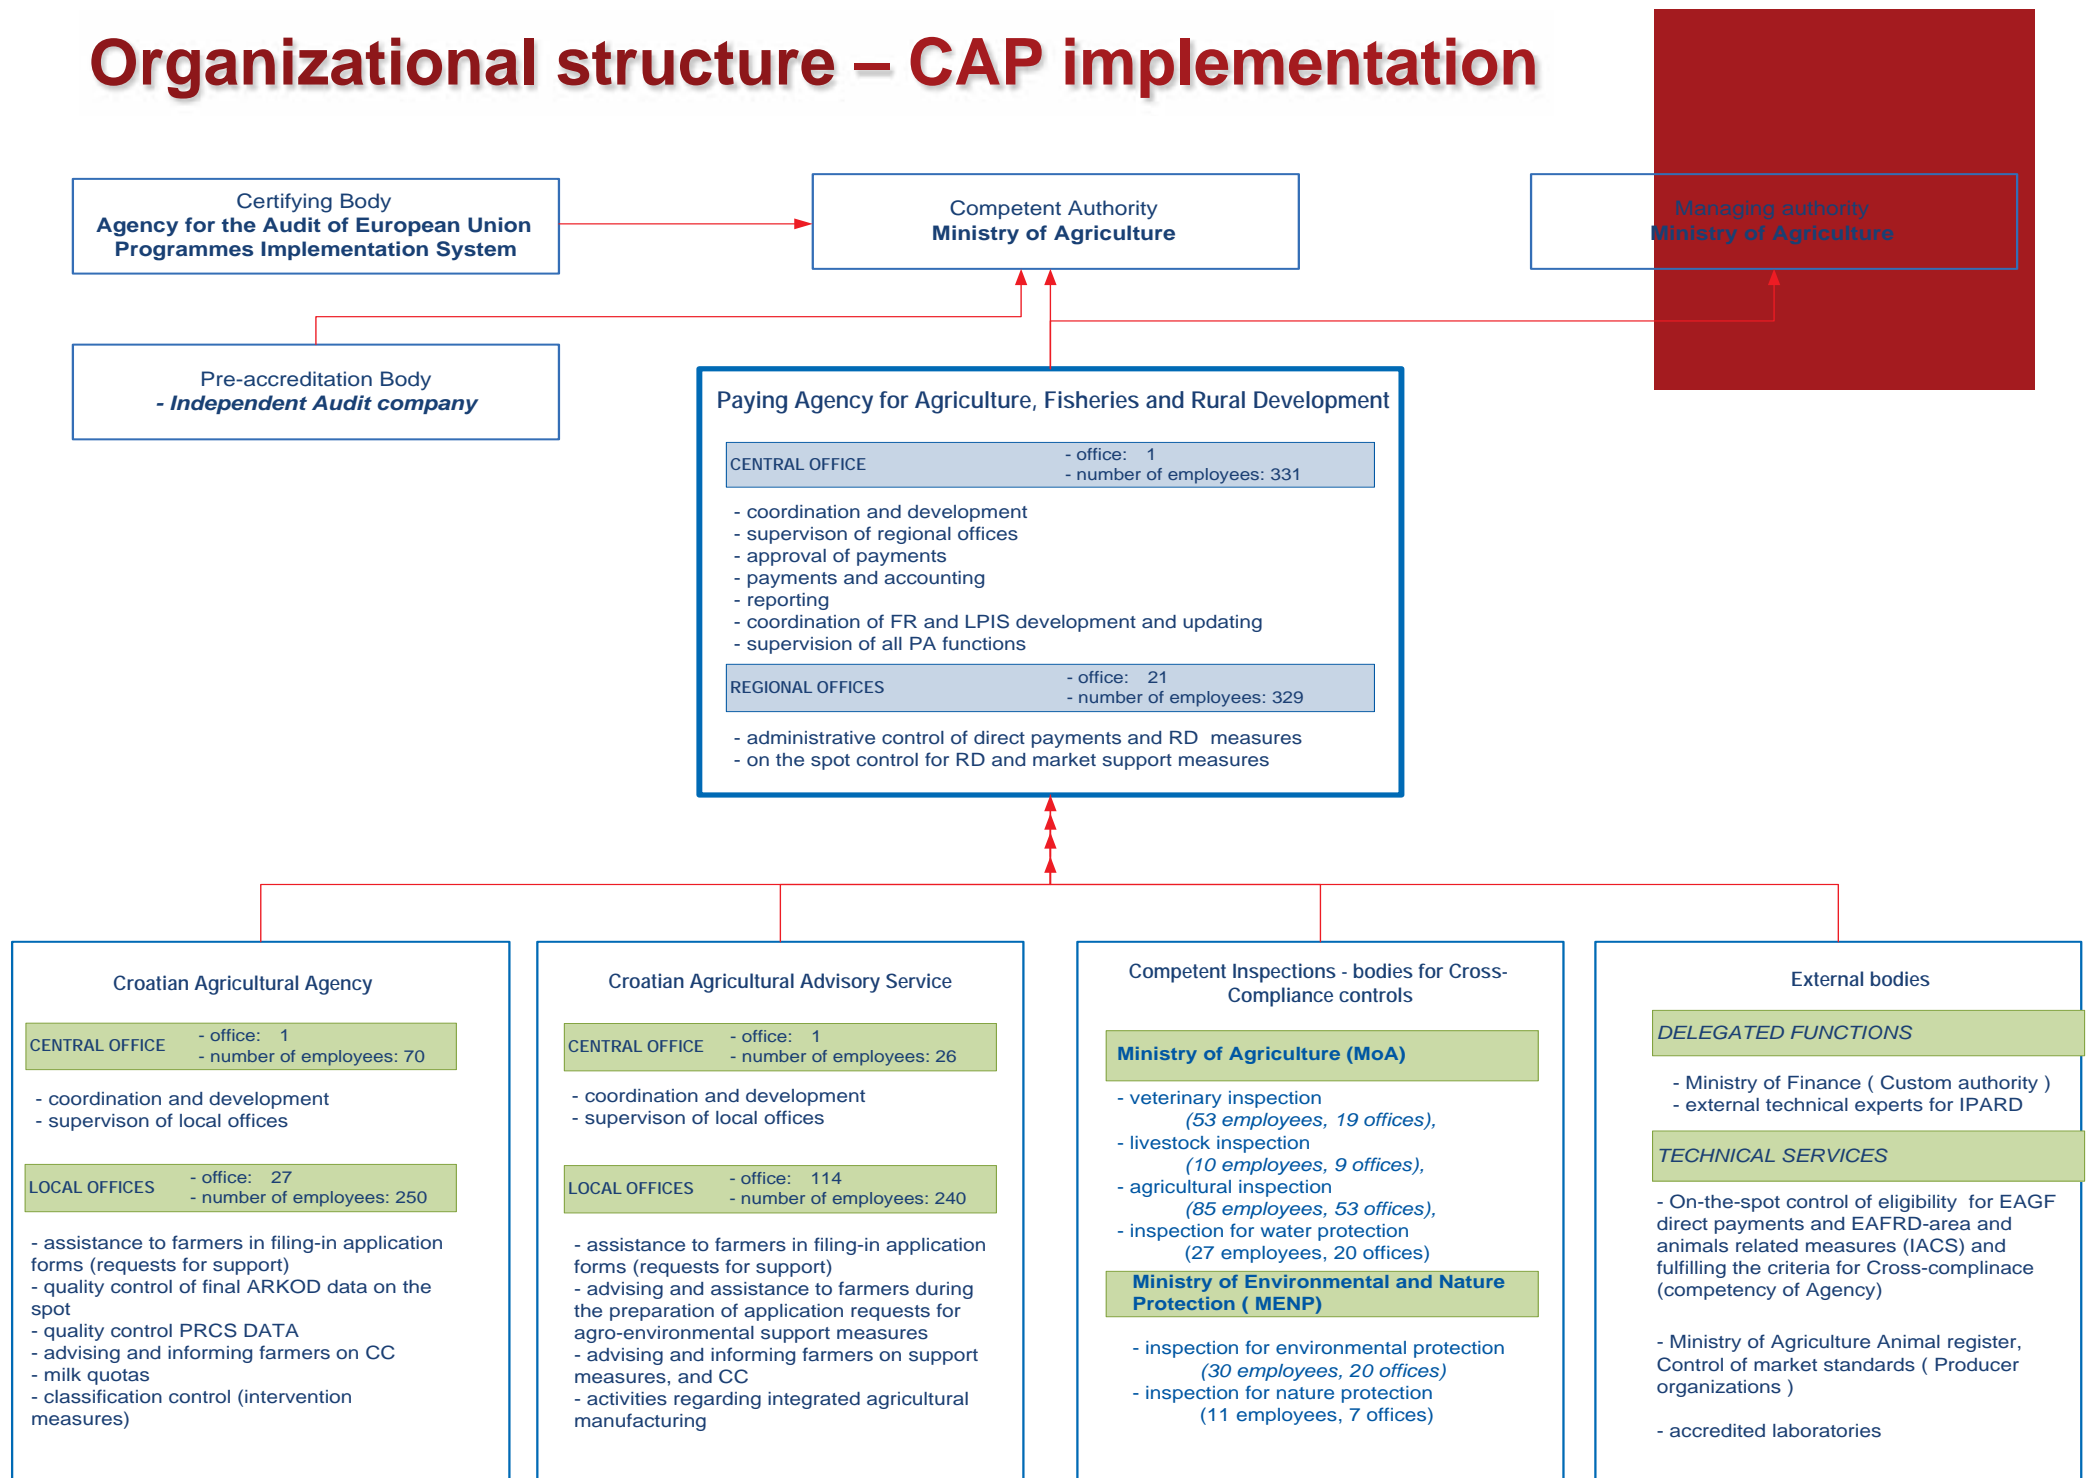 Organizational structure – CAP implementation
Certifying Body
Agency for the Audit of European Union
Programmes Implementation System
Competent Authority
Ministry of Agriculture
Managing authority
Ministry of Agriculture
Pre-accreditation Body
- Independent Audit company
Paying Agency for Agriculture, Fisheries and Rural Development
CENTRAL OFFICE
- office: 1
- number of employees: 331
- coordination and development
- supervison of regional offices
- approval of payments
- payments and accounting
- reporting
- coordination of FR and LPIS development and updating
- supervision of all PA functions
REGIONAL OFFICES
- office: 21
- number of employees: 329
- administrative control of direct payments and RD measures
- on the spot control for RD and market support measures
Croatian Agricultural Agency
CENTRAL OFFICE
- office: 1
- number of employees: 70
- coordination and development
- supervison of local offices
LOCAL OFFICES
- office: 27
- number of employees: 250
- assistance to farmers in filing-in application
forms (requests for support)
- quality control of final ARKOD data on the
spot
- quality control PRCS DATA
- advising and informing farmers on CC
- milk quotas
- classification control (intervention
measures)
Croatian Agricultural Advisory Service
CENTRAL OFFICE
- office: 1
- number of employees: 26
- coordination and development
- supervison of local offices
LOCAL OFFICES
- office: 114
- number of employees: 240
- assistance to farmers in filing-in application
forms (requests for support)
- advising and assistance to farmers during
the preparation of application requests for
agro-environmental support measures
- advising and informing farmers on support
measures, and CC
- activities regarding integrated agricultural
manufacturing
Competent Inspections - bodies for Cross-
Compliance controls
Ministry of Agriculture (MoA)
- veterinary inspection
(53 employees, 19 offices),
- livestock inspection
(10 employees, 9 offices),
- agricultural inspection
(85 employees, 53 offices),
- inspection for water protection
(27 employees, 20 offices)
Ministry of Environmental and Nature
Protection ( MENP)
- inspection for environmental protection
(30 employees, 20 offices)
- inspection for nature protection
(11 employees, 7 offices)
External bodies
DELEGATED FUNCTIONS
- Ministry of Finance ( Custom authority )
- external technical experts for IPARD
TECHNICAL SERVICES
- On-the-spot control of eligibility for EAGF
direct payments and EAFRD-area and
animals related measures (IACS) and
fulfilling the criteria for Cross-complinace
(competency of Agency)
- Ministry of Agriculture Animal register,
Control of market standards ( Producer
organizations )
- accredited laboratories